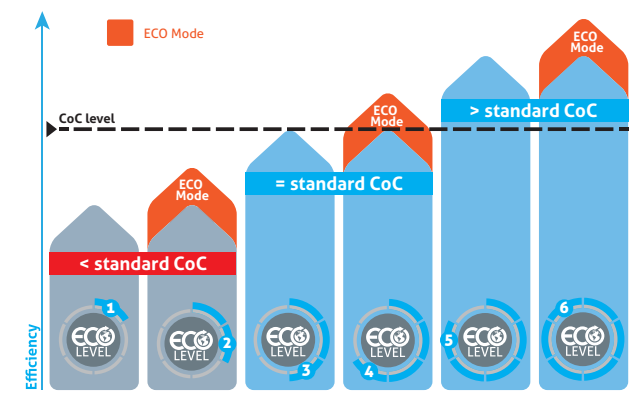 ECO Mode
ECO
Mode
> standard CoC
CoC level
ECO
Mode
= standard CoC
ECO
Mode
< standard CoC
Efficiency
1
ECO
LEVEL
2
ECO
LEVEL
3
ECO
LEVEL
4
ECO
LEVEL
5
ECO
LEVEL
6
ECO
LEVEL